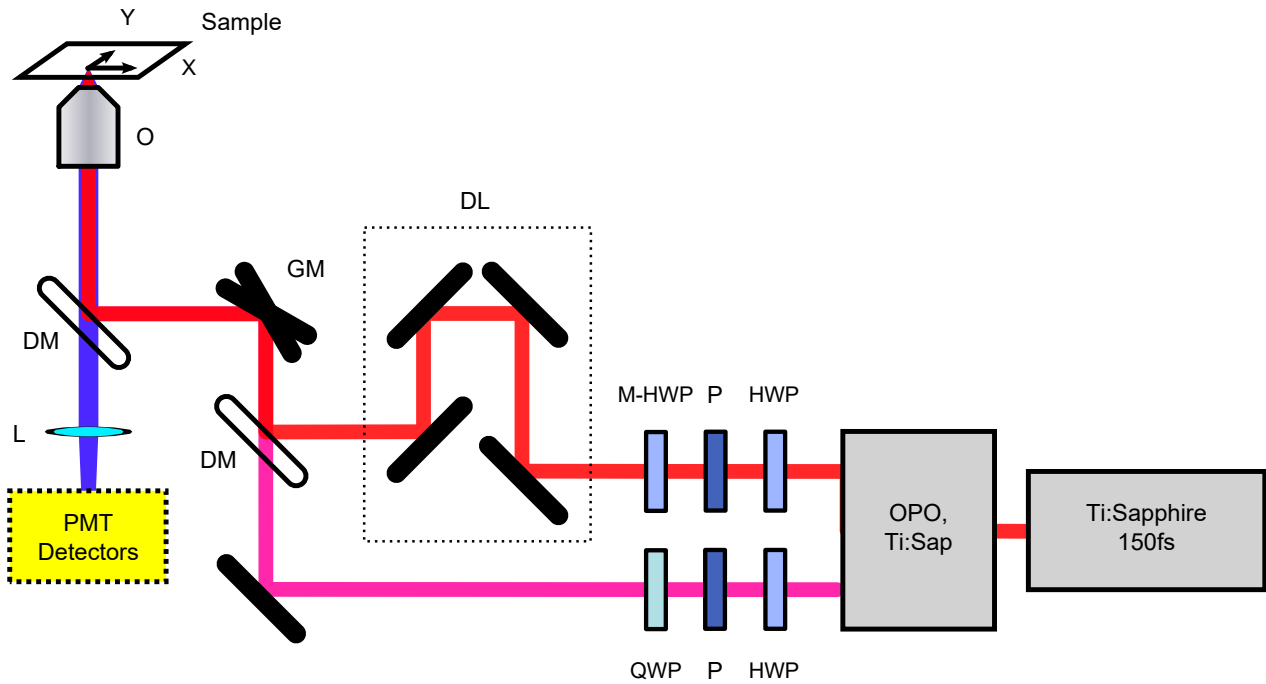 Y
Sample
X
O
DL
GM
DM
M-HWP
P
HWP
L
DM
OPO,
Ti:Sap
Ti:Sapphire
150fs
PMT
Detectors
QWP
P
HWP